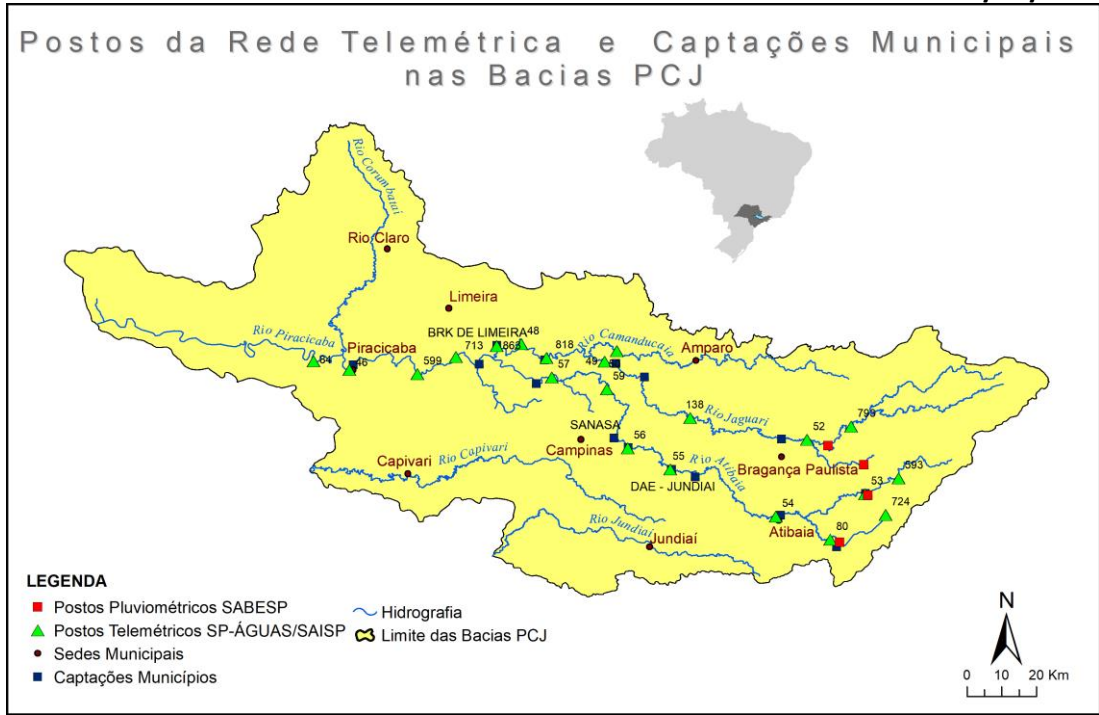 Postos da Rede Telemétrica e Captações Municipais
nas Bacias PCJ
Rio Corumbataí
Rio Claro
Limeira
BRK DE LIMEIRA
48
713
818
Rio Camanducaia
Rio Piracicaba
Piracicaba
Amparo
84
46
599
57
59
138
Rio Jaguari
52
SANASA
Campinas
56
Rio Capivari
Capivari
55
Rio Atibaia
Bragança Paulista
593
DAE - JUNDIAI
53
54
724
Rio Jundiaí
Jundiaí
Atibaia
80
LEGENDA
Postos Pluviométricos SABESP
Hidrografia
Postos Telemétricos SP-ÁGUAS/SAISP
Limite das Bacias PCJ
Sedes Municipais
Captações Municípios
N
0 10 20 Km